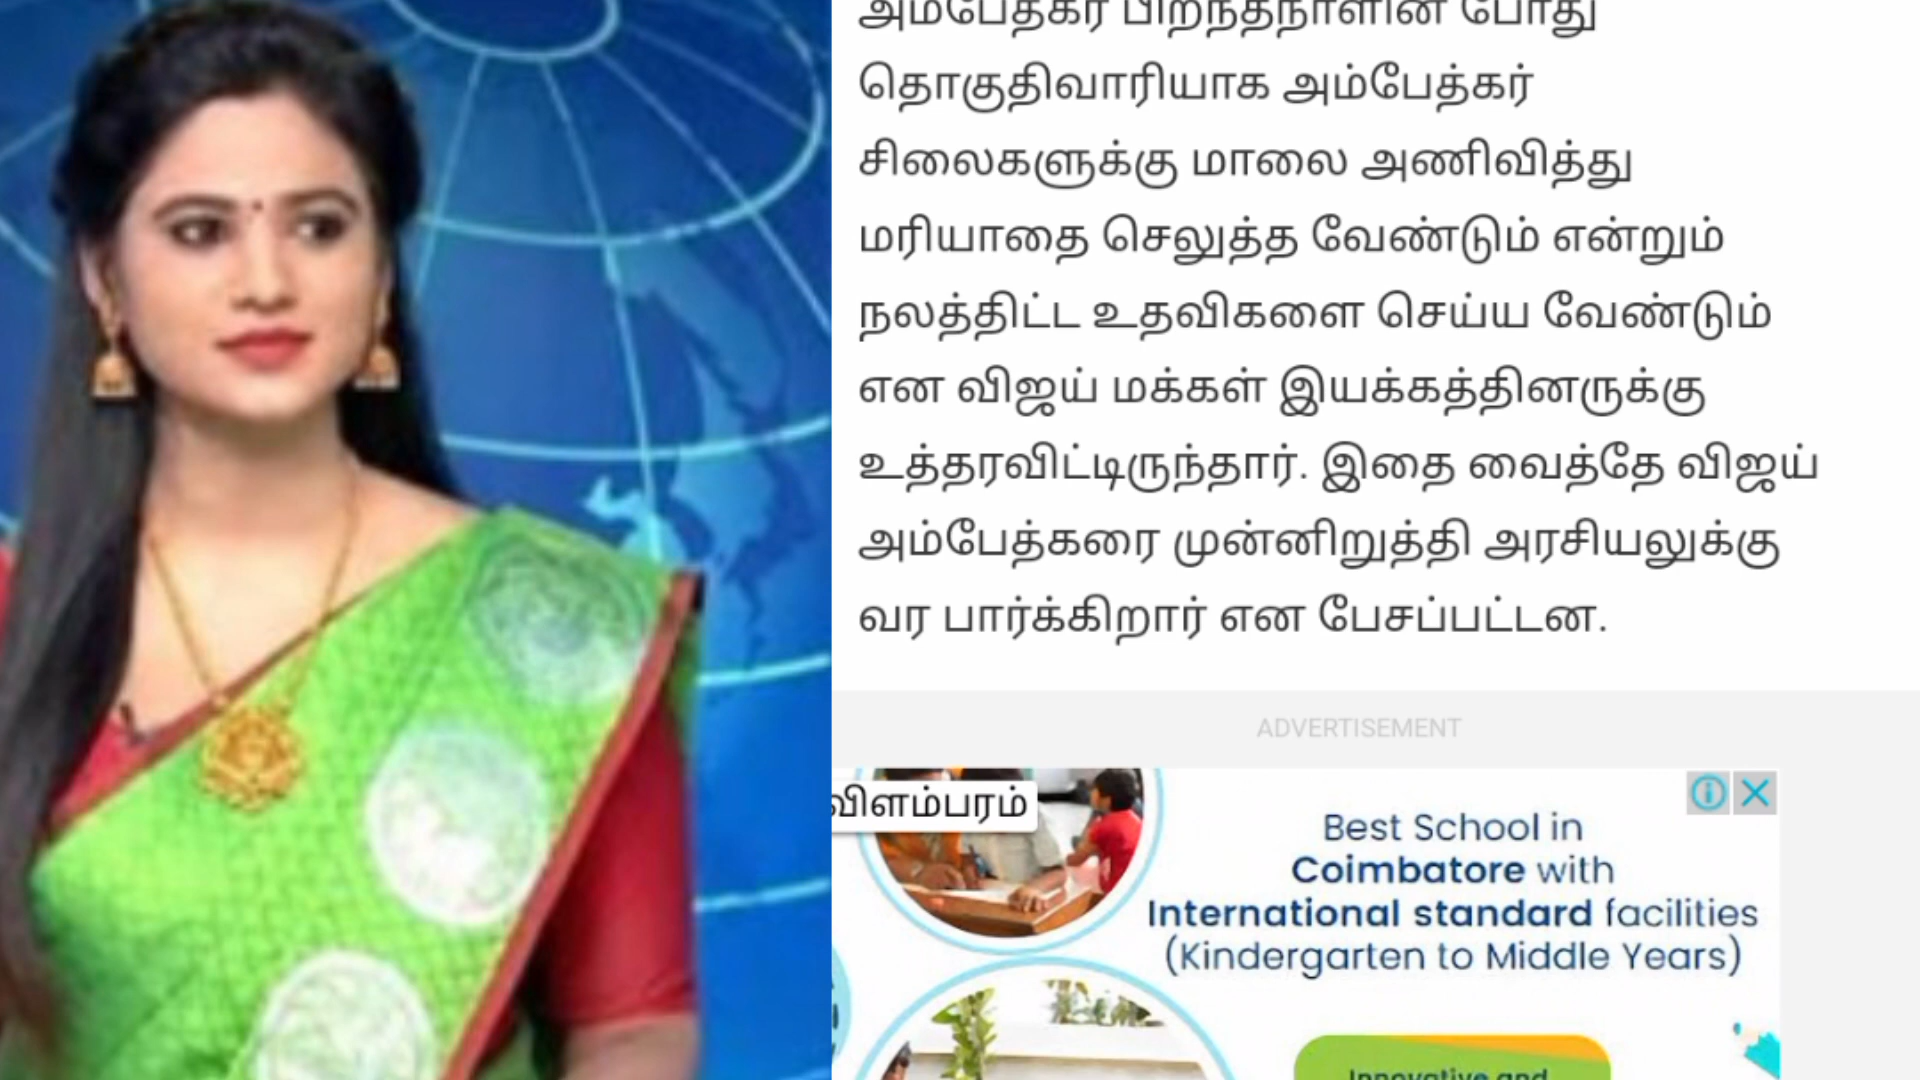 அம்பேத்கர் பிறந்தநாளின் போது
தொகுதிவாரியாக அம்பேத்கர்
சிலைகளுக்கு மாலை அணிவித்து
மரியாதை செலுத்த வேண்டும் என்றும்
நலத்திட்ட உதவிகளை செய்ய வேண்டும்
என விஜய் மக்கள் இயக்கத்தினருக்கு
உத்தரவிட்டிருந்தார். இதை வைத்தே விஜய்
அம்பேத்கரை முன்னிறுத்தி அரசியலுக்கு
வர பார்க்கிறார் என பேசப்பட்டன.
ADVERTISEMENT
விளம்பரம்
Best School in
Coimbatore with
International standard facilities
(Kindergarten to Middle Years)
Innovative and